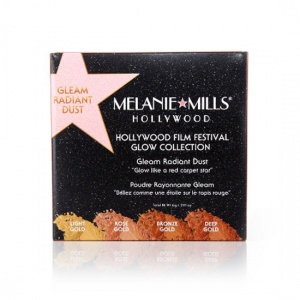 GLEAM
RADIANT
DUST
MELANIE★MILLS®
HOLLYWOOD
HOLLYWOOD FILM FESTIVAL
GLOW COLLECTION
Gleam Radiant Dust
"Glow like a red carpet star"
Poudre Rayonnante Gleam
"Brillez comme une étoile sur le tapis rouge"
LIGHT
GOLD
ROSE
GOLD
BRONZE
GOLD
DEEP
GOLD